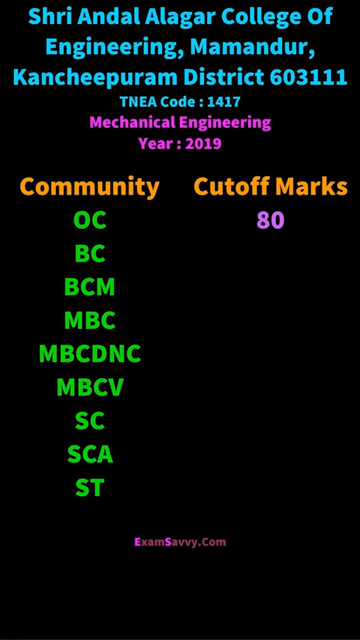 Shri Andal Alagar College Of
Engineering, Mamandur,
Kancheepuram District 603111
TNEA Code : 1417
Mechanical Engineering
Year : 2019
Community Cutoff Marks
OC 80
BC
BCM
MBC
MBCDNC
MBCV
SC
SCA
ST
ExamSavvy.Com